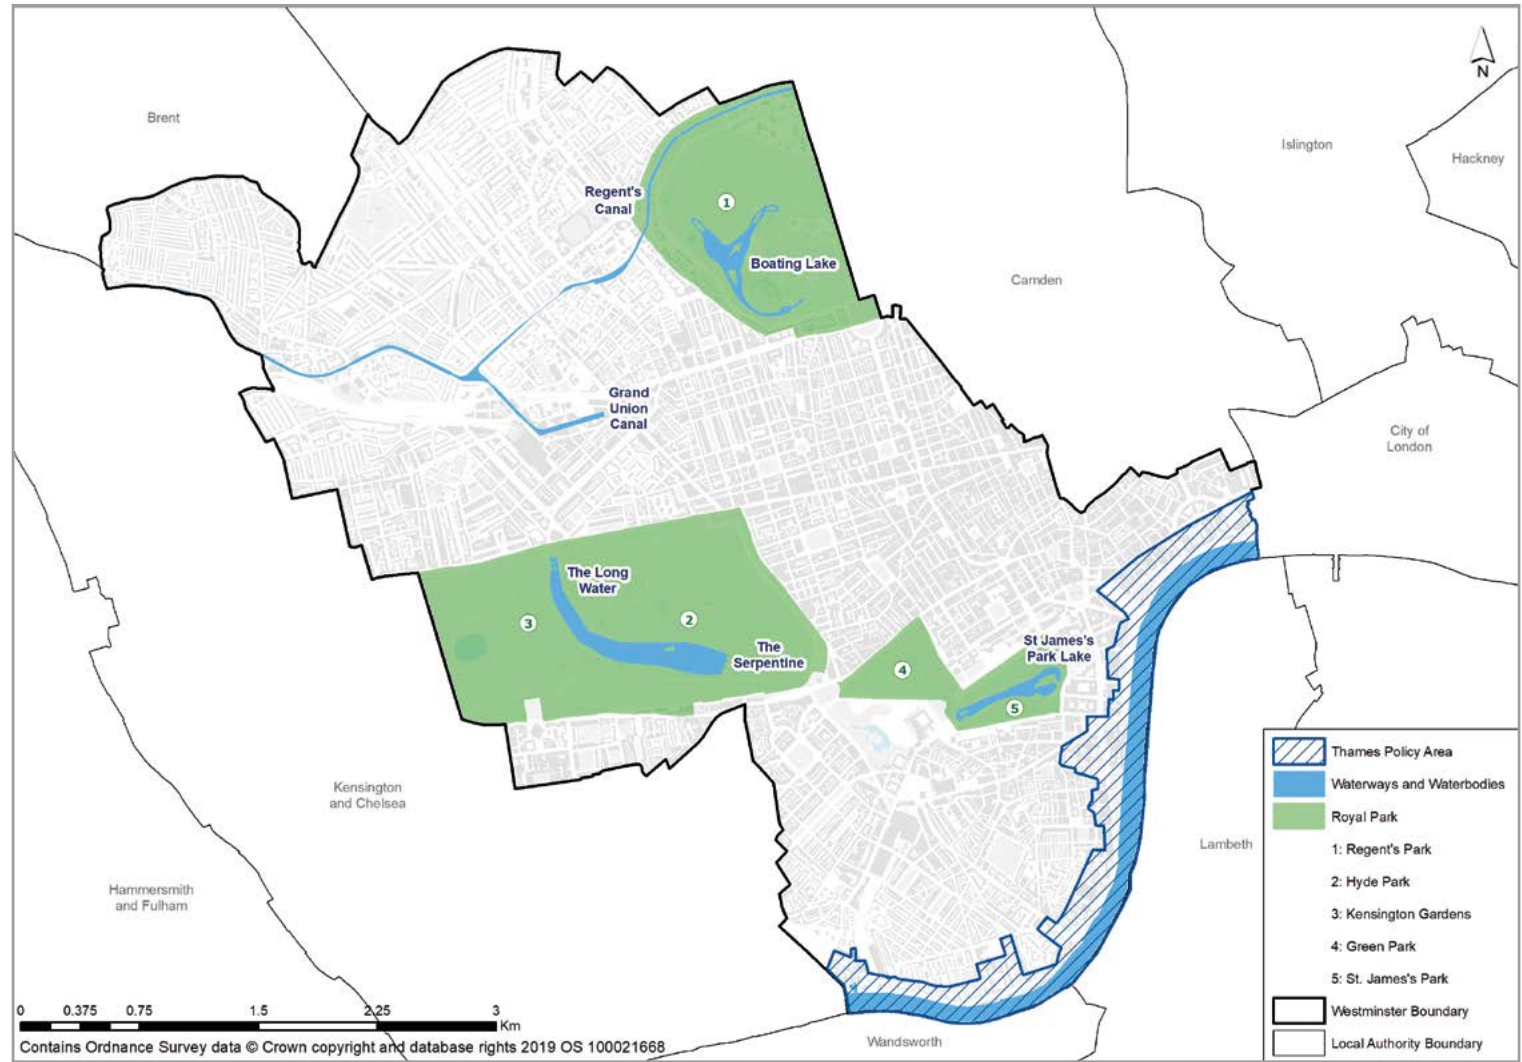 N
Brent
Islington
Hackney
Regent's
Canal
1
Boating Lake
Camden
Grand
Union
Canal
City of
London
The Long
Water
3
2
The
Serpentine
St James's
Park Lake
4
5
Kensington
and Chelsea
Lambeth
Hammersmith
and Fulham
Wandsworth
Thames Policy Area
Waterways and Waterbodies
Royal Park
1: Regent's Park
2: Hyde Park
3: Kensington Gardens
4: Green Park
5: St. James's Park
Westminster Boundary
Local Authority Boundary
0 0.375 0.75 1.5 2.25 3
Km
Contains Ordnance Survey data © Crown copyright and database rights 2019 OS 100021668